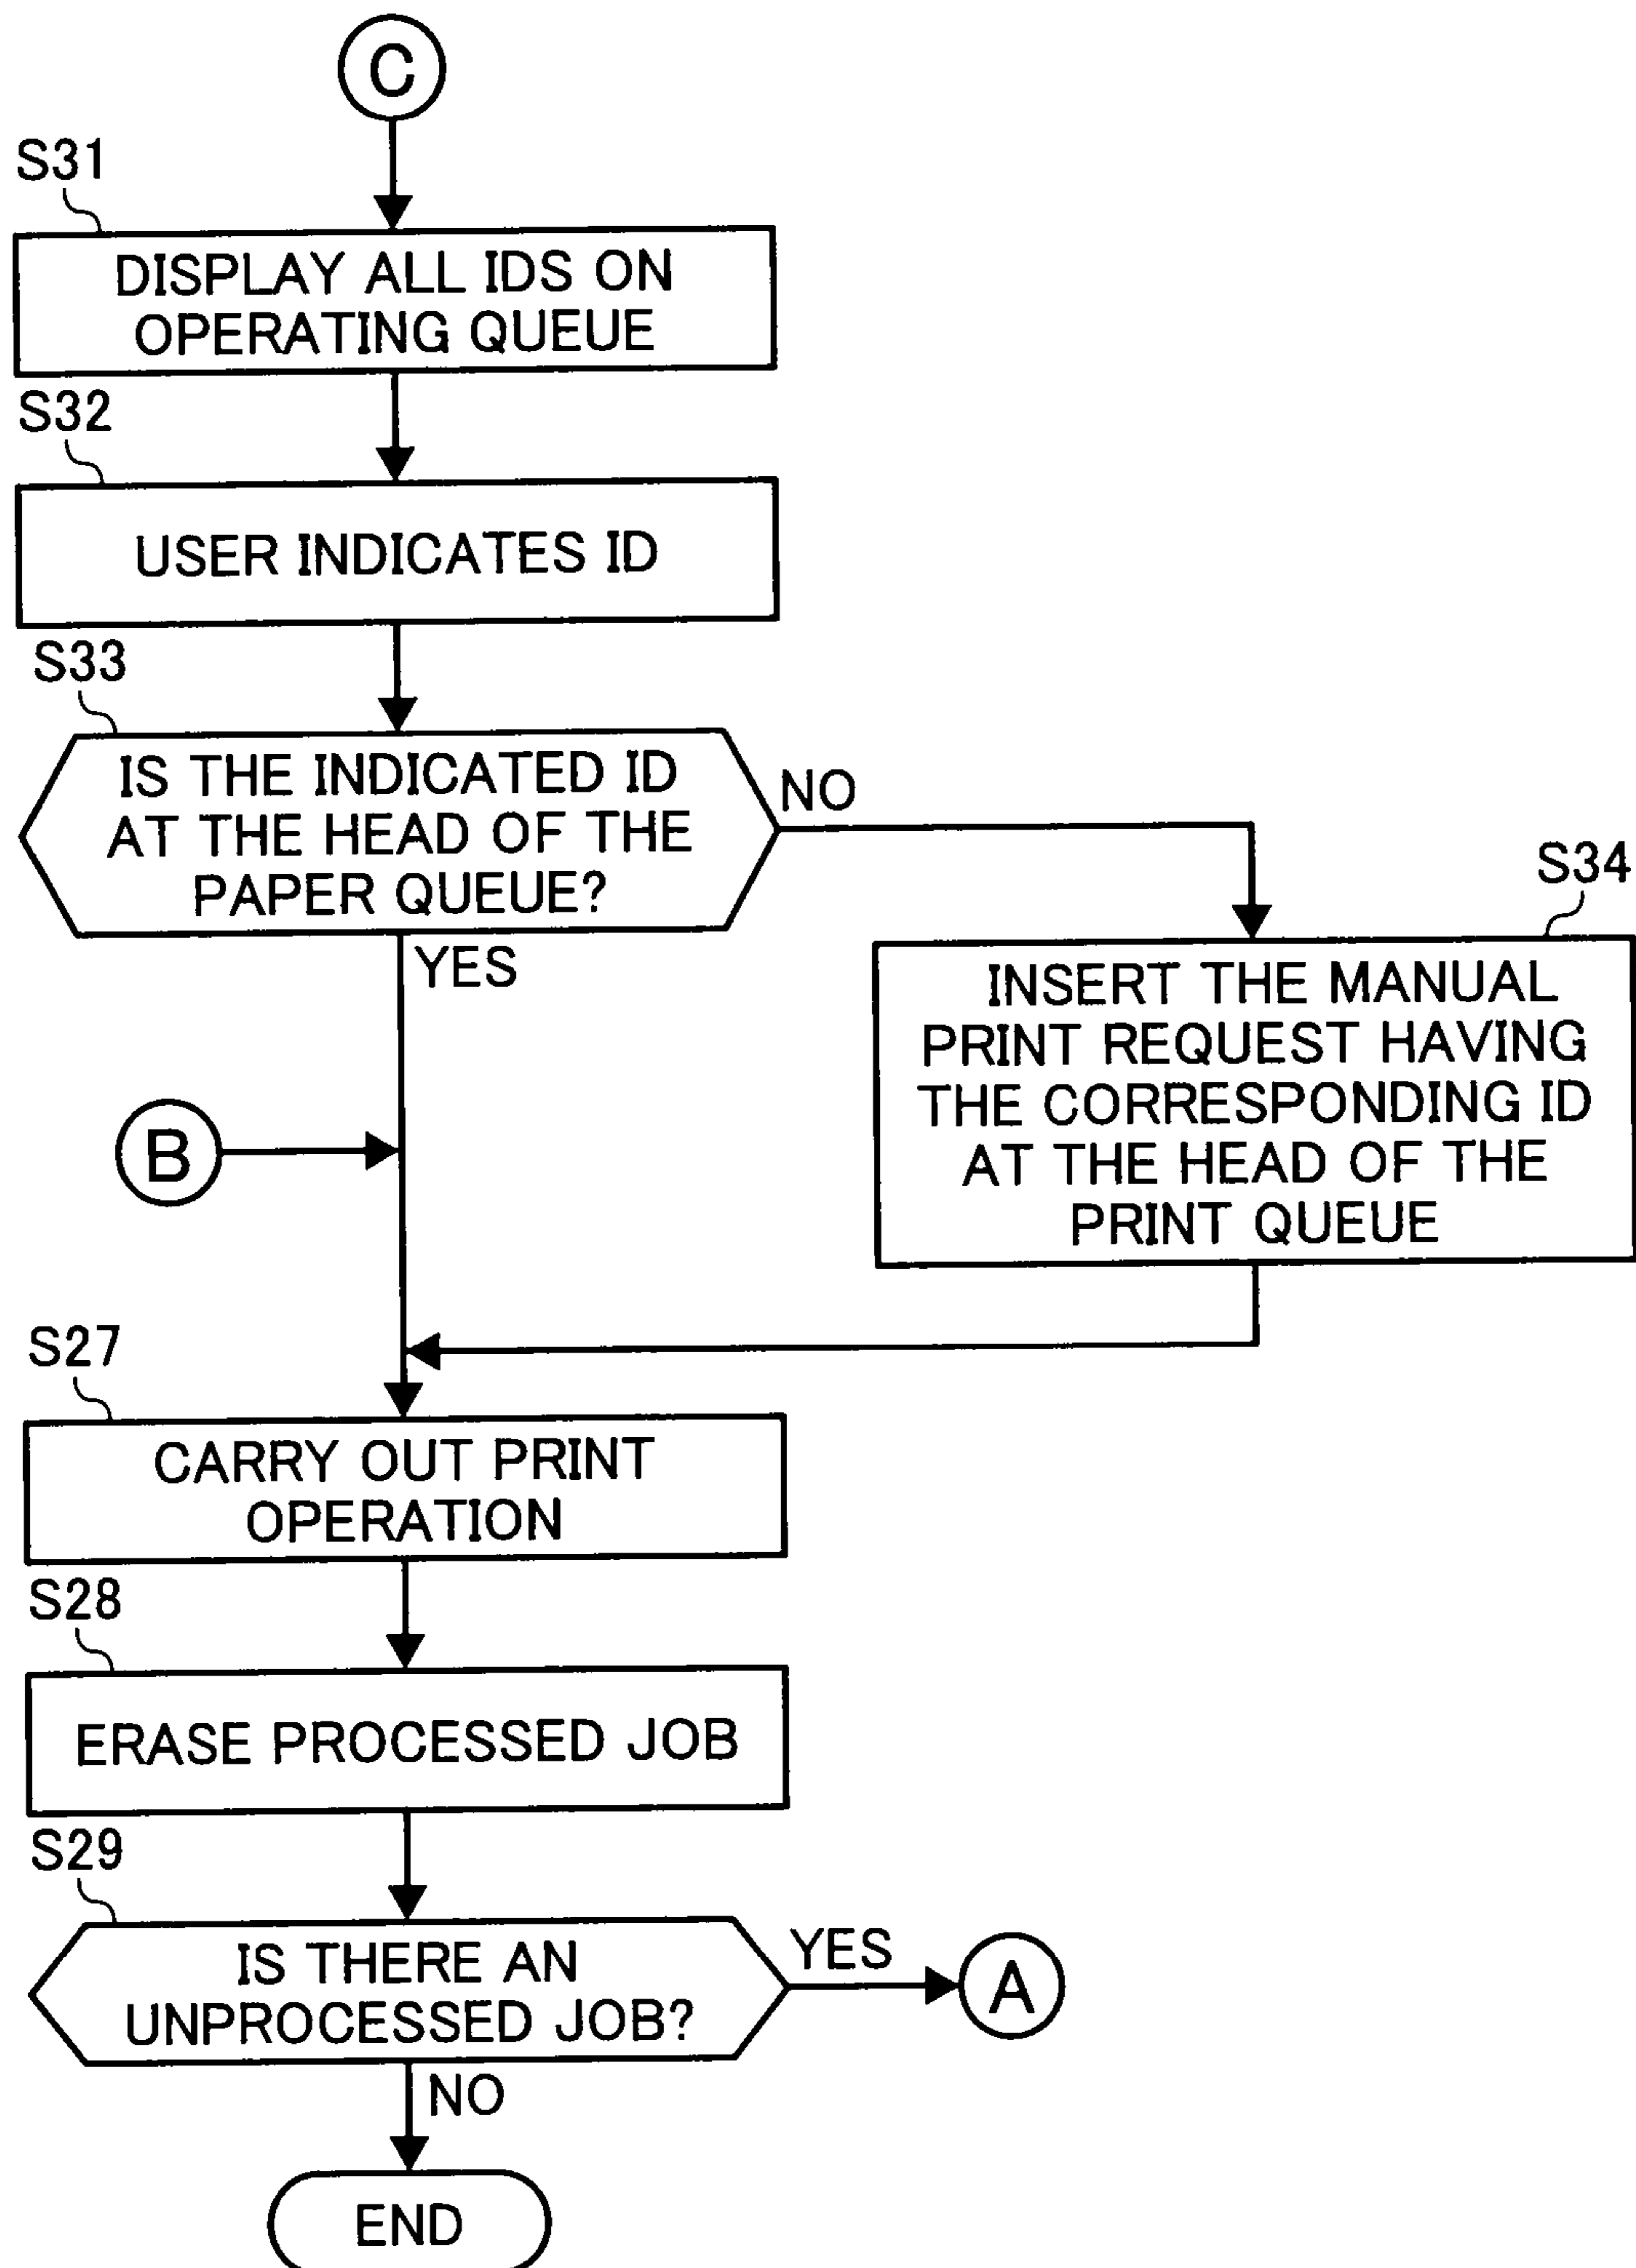 C
S31
DISPLAY ALL IDS ON
OPERATING QUEUE
S32
USER INDICATES ID
S33
IS THE INDICATED ID
AT THE HEAD OF THE
PAPER QUEUE?
NO
YES
S34
INSERT THE MANUAL
PRINT REQUEST HAVING
THE CORRESPONDING ID
AT THE HEAD OF THE
PRINT QUEUE
B
S27
CARRY OUT PRINT
OPERATION
S28
ERASE PROCESSED JOB
S29
IS THERE AN
UNPROCESSED JOB?
YES
A
NO
END